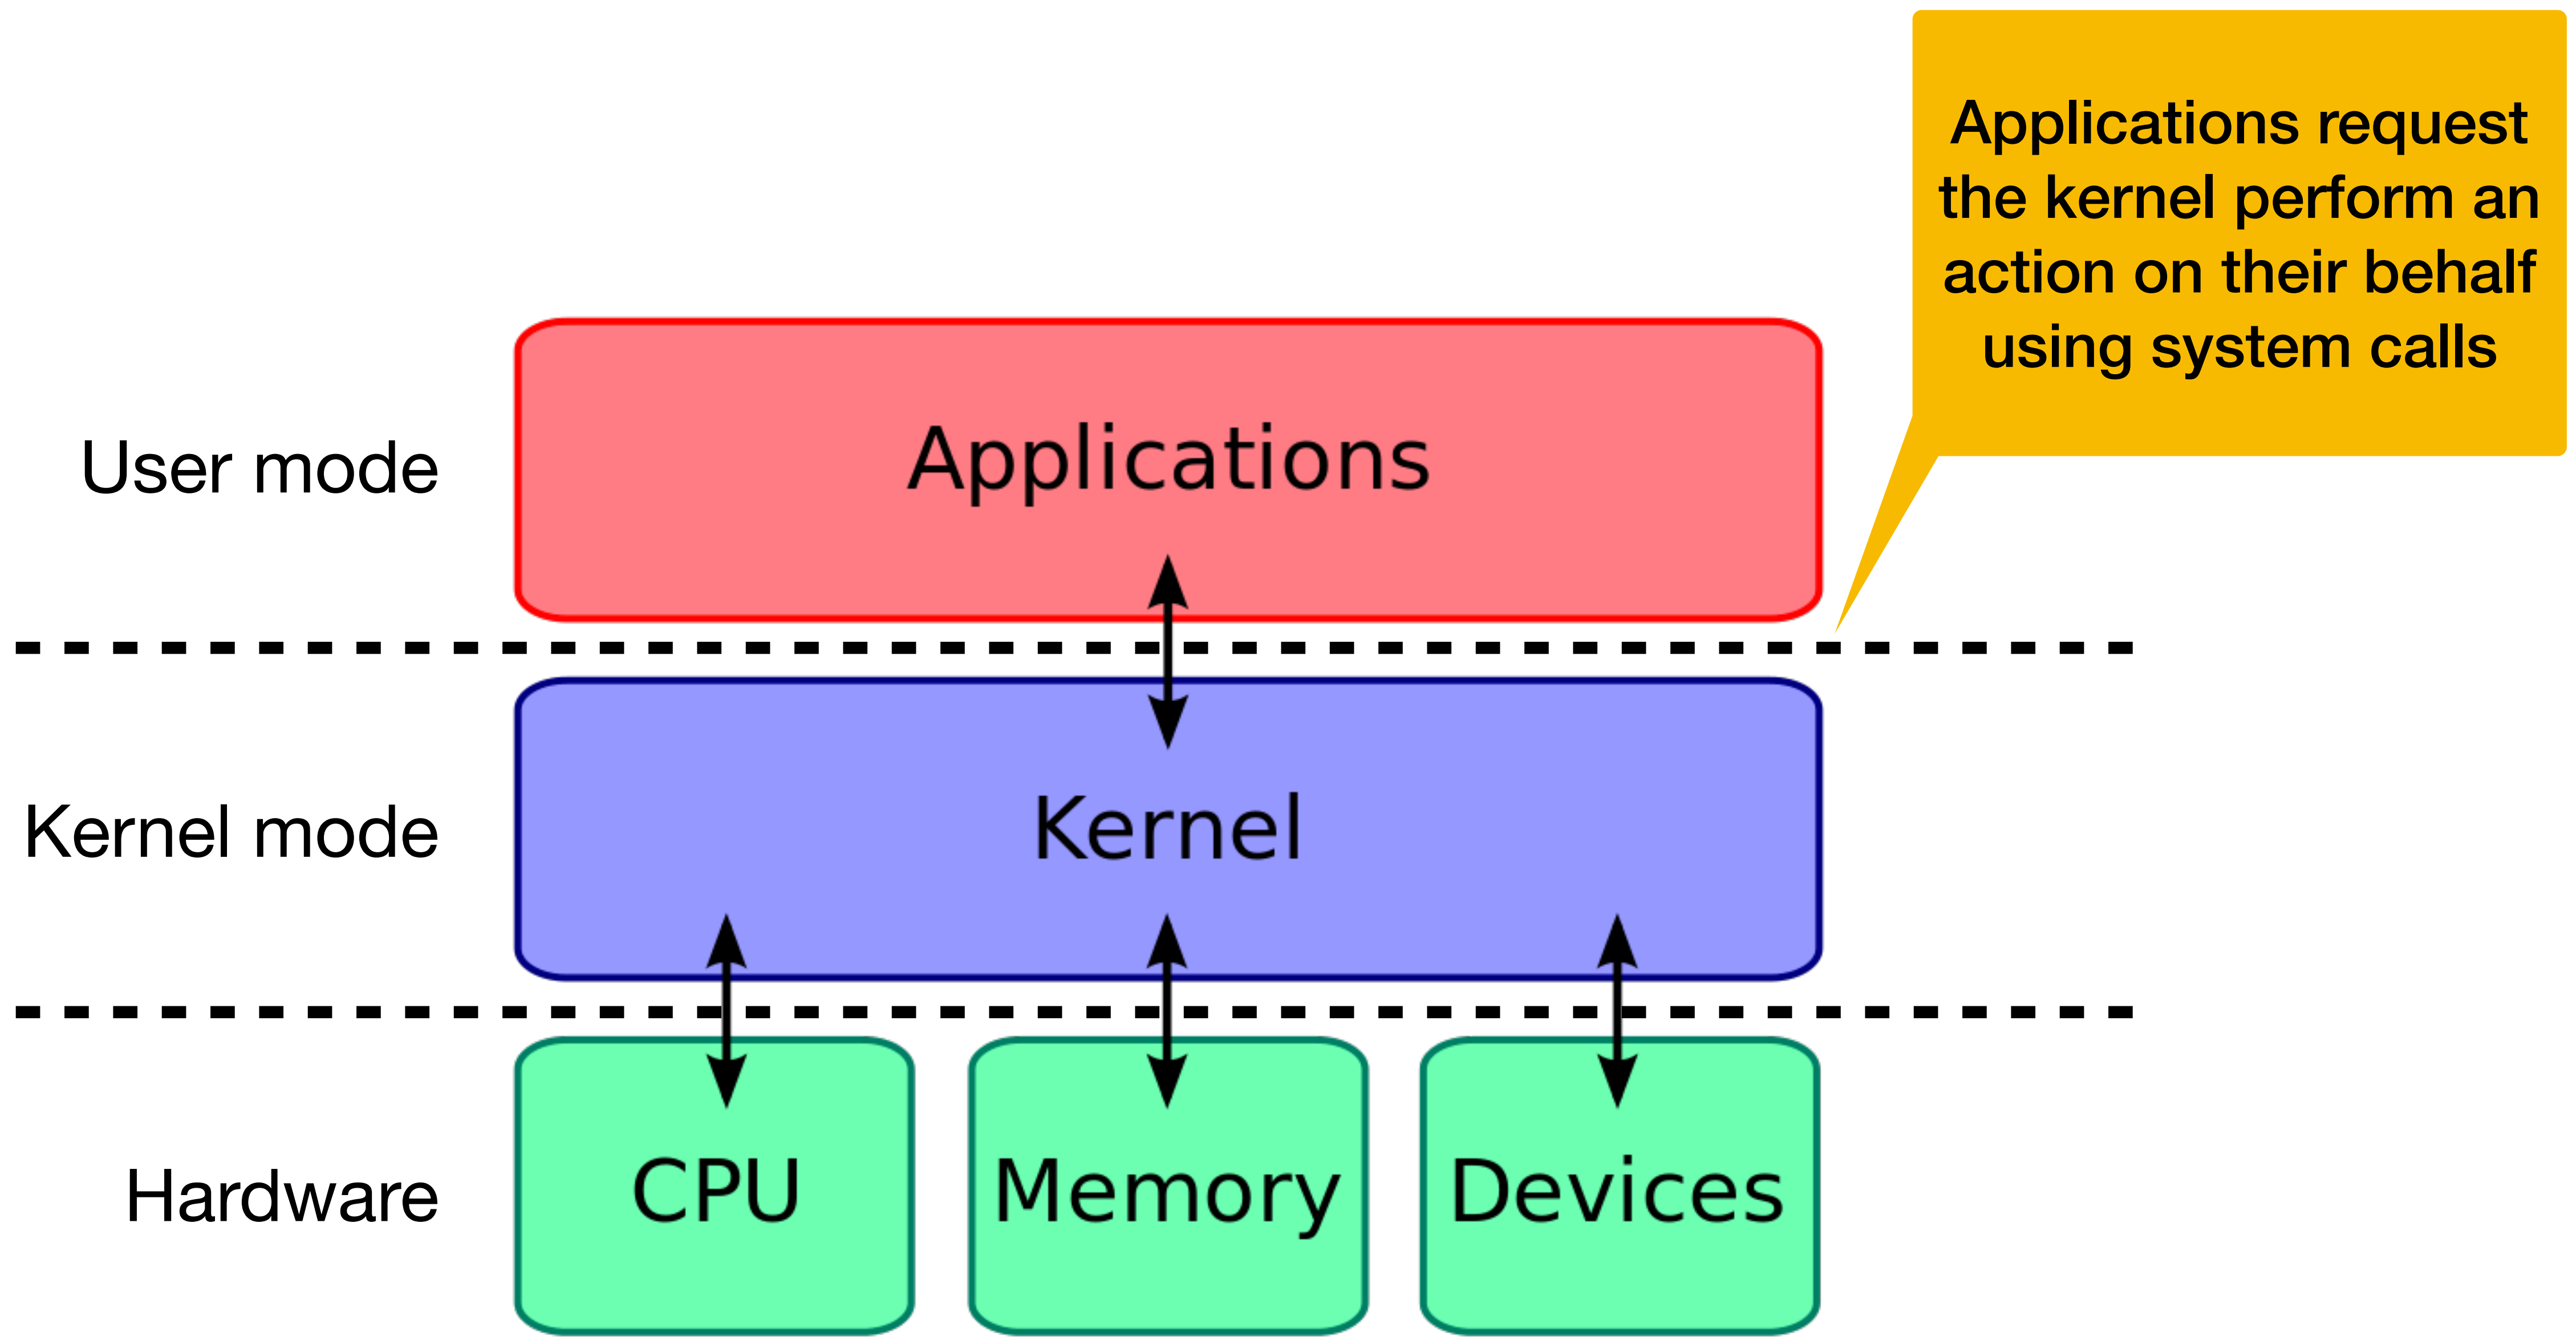 Applications request
the kernel perform an
action on their behalf
using system calls
User mode
Applications
Kernel mode
Kernel
Hardware
CPU
Memory
Devices